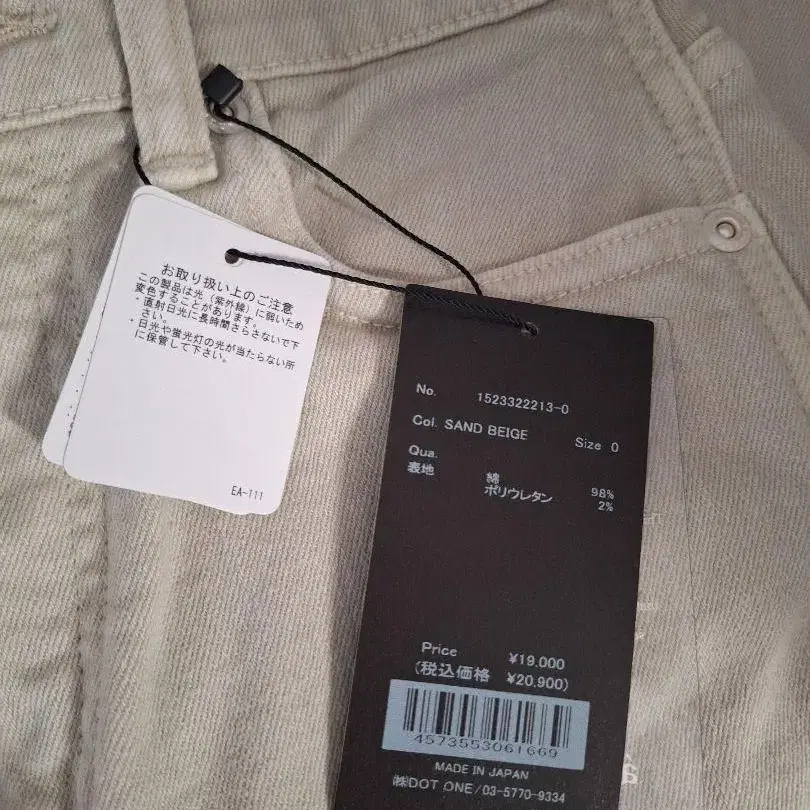 お取り扱い上のご注意
この製品は光（紫外線）に弱いため
変色することがあります。
・直射日光に長時間さらさないで下
さい。
・日光や蛍光灯の光が当たらない所
に保管して下さい。
EA-111
No. 1523322213-0
Col. SAND BEIGE Size 0
Qua.
表地 綿 98%
ポリウレタン 2%
Price ¥19,000
(税込価格 ¥20,900)
4573553061669
MADE IN JAPAN
㈱DOT ONE/03-5770-9334